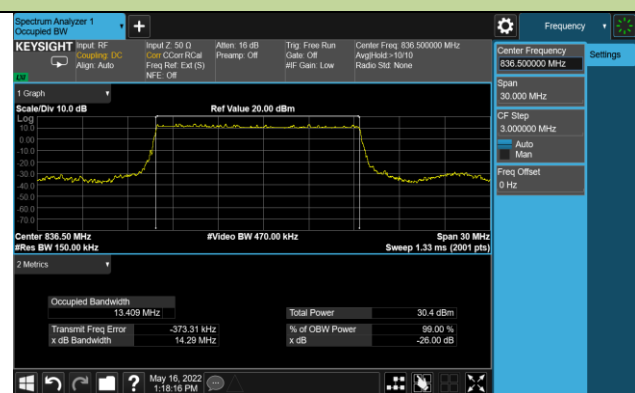 Spectrum Analyzer 1
Occupied BW
Frequency
KEYSIGHT
Input: RF
Coupling: DC
Align: Auto
Input Z: 50 Ω
Corr CCorr RCal
Freq Ref: Ext (S)
NFE: Off
Atten: 16 dB
Preamp: Off
Trig: Free Run
Gate: Off
#IF Gain: Low
Center Freq: 836.500000 MHz
Avg|Hold:>10/10
Radio Std: None
LXI
Center Frequency
836.500000 MHz
Settings
Span
30.000 MHz
CF Step
3.000000 MHz
Auto
Man
Freq Offset
0 Hz
1 Graph
Scale/Div 10.0 dB
Ref Value 20.00 dBm
Log
10.0
0.00
-10.0
-20.0
-30.0
-40.0
-50.0
-60.0
-70.0
Center 836.50 MHz
#Video BW 470.00 kHz
Span 30 MHz
#Res BW 150.00 kHz
Sweep 1.33 ms (2001 pts)
2 Metrics
Occupied Bandwidth
13.409 MHz
Total Power
30.4 dBm
Transmit Freq Error
-373.31 kHz
% of OBW Power
99.00 %
x dB Bandwidth
14.29 MHz
x dB
-26.00 dB
May 16, 2022
1:18:16 PM